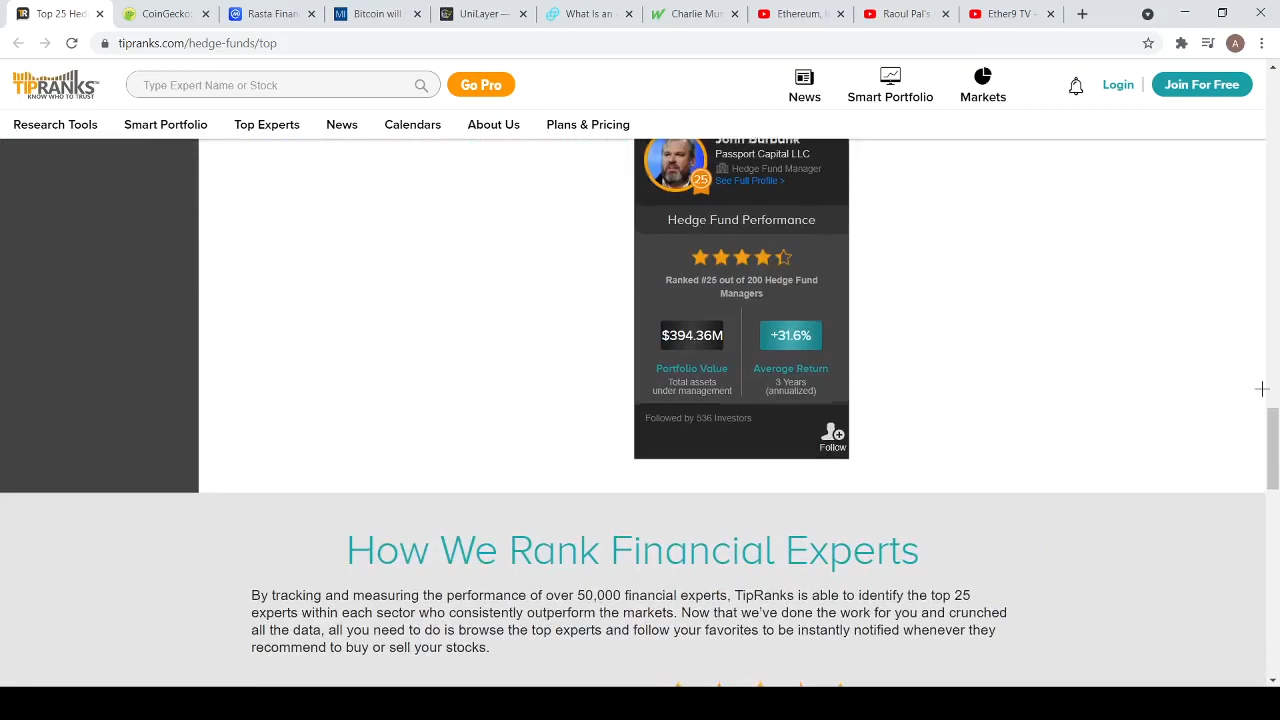 Top 25 Hed
CoinGecko
Rasta Finan
Bitcoin will
UniLayer —
What Is an
Charlie Mun
Ethereum, I
Raoul Pal's
Ether9 TV -
tipranks.com/hedge-funds/top
A
TIPRANKS
KNOW WHO TO TRUST
Type Expert Name or Stock
Go Pro
News
Smart Portfolio
Markets
Login
Join For Free
Research Tools
Smart Portfolio
Top Experts
News
Calendars
About Us
Plans & Pricing
John Burbank
Passport Capital LLC
Hedge Fund Manager
See Full Profile >
25
Hedge Fund Performance
Ranked #25 out of 200 Hedge Fund
Managers
$394.36M
+31.6%
Portfolio Value
Average Return
Total assets
under management
3 Years
(annualized)
Followed by 536 Investors
Follow
How We Rank Financial Experts
By tracking and measuring the performance of over 50,000 financial experts, TipRanks is able to identify the top 25
experts within each sector who consistently outperform the markets. Now that we've done the work for you and crunched
all the data, all you need to do is browse the top experts and follow your favorites to be instantly notified whenever they
recommend to buy or sell your stocks.